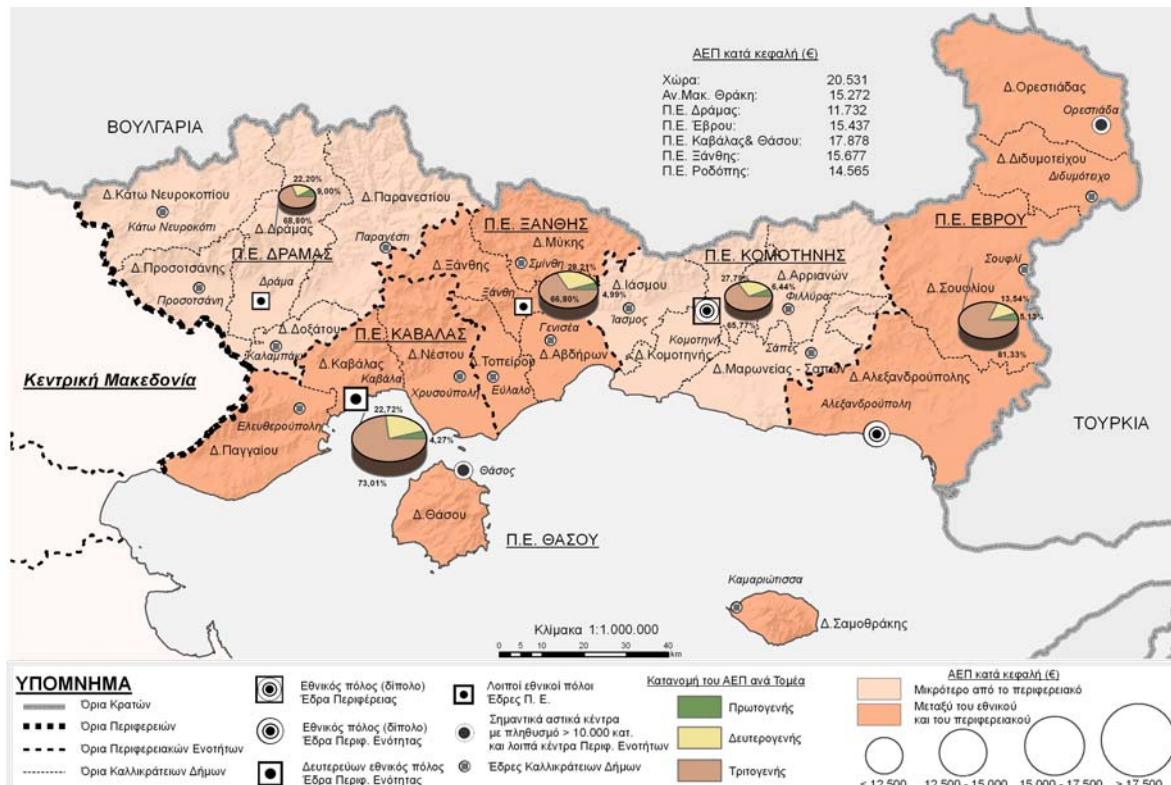 ΑΕΠ κατά κεφαλή (€)
Χώρα: 20.531
Αν.Μακ. Θράκη: 15.272
Π.Ε. Δράμας: 11.732
Π.Ε. Έβρου: 15.437
Π.Ε. Καβάλας& Θάσου: 17.878
Π.Ε. Ξάνθης: 15.677
Π.Ε. Ροδόπης: 14.565
ΒΟΥΛΓΑΡΙΑ
Δ.Ορεστιάδας
Ορεστιάδα
Δ.Διδυμοτείχου
Διδυμότειχο
Δ.Κάτω Νευροκοπίου
Κάτω Νευροκόπι
22,20%
9,00%
68,80%
Δ.Δράμας
Δ.Παρανεστίου
Παρανέστι
Π.Ε. ΔΡΑΜΑΣ
Δ.Προσοτσάνης
Προσοτσάνη
Δράμα
Δ.Δοξάτου
Καλαμπάκι
Π.Ε. ΞΑΝΘΗΣ
Δ.Μύκης
Σμίνθη
Δ.Ξάνθης
Ξάνθη
28,21%
4,99%
66,80%
Γενισέα
Δ.Αβδήρων
Δ.Τοπείρου
Εύλαλο
Π.Ε. ΚΟΜΟΤΗΝΗΣ
Δ.Ιάσμου
Ίασμος
27,79%
6,44%
65,77%
Δ.Αρριανών
Φιλλύρα
Κομοτηνή
Δ.Κομοτηνής
Σάπες
Δ.Μαρωνείας - Σαπών
Π.Ε. ΕΒΡΟΥ
Σουφλί
Δ.Σουφλίου
13,54%
5,13%
81,33%
Δ.Αλεξανδρούπολης
Αλεξανδρούπολη
ΤΟΥΡΚΙΑ
Κεντρική Μακεδονία
Π.Ε. ΚΑΒΑΛΑΣ
Δ.Καβάλας
Καβάλα
Δ.Νέστου
Χρυσούπολη
Ελευθερούπολη
Δ.Παγγαίου
22,72%
4,27%
73,01%
Θάσος
Δ.Θάσου
Π.Ε. ΘΑΣΟΥ
Καμαριώτισσα
Δ.Σαμοθράκης
Κλίμακα 1:1.000.000
0 5 10 20 30 40
km
ΥΠΟΜΝΗΜΑ
Όρια Κρατών
Όρια Περιφερειών
Όρια Περιφερειακών Ενοτήτων
Όρια Καλλικράτειων Δήμων
Εθνικός πόλος (δίπολο)
Έδρα Περιφέρειας
Εθνικός πόλος (δίπολο)
Έδρα Περιφ. Ενότητας
Δευτερεύων εθνικός πόλος
Έδρα Περιφ. Ενότητας
Λοιποί εθνικοί πόλοι
Έδρες Π. Ε.
Σημαντικά αστικά κέντρα
με πληθυσμό > 10.000 κατ.
και λοιπά κέντρα Περιφ. Ενοτήτων
Έδρες Καλλικράτειων Δήμων
Κατανομή του ΑΕΠ ανά Τομέα
Πρωτογενής
Δευτερογενής
Τριτογενής
ΑΕΠ κατά κεφαλή (€)
Μικρότερο από το περιφερειακό
Μεταξύ του εθνικού
και του περιφερειακού
< 12.500 12.500 - 15.000 15.000 - 17.500 > 17.500